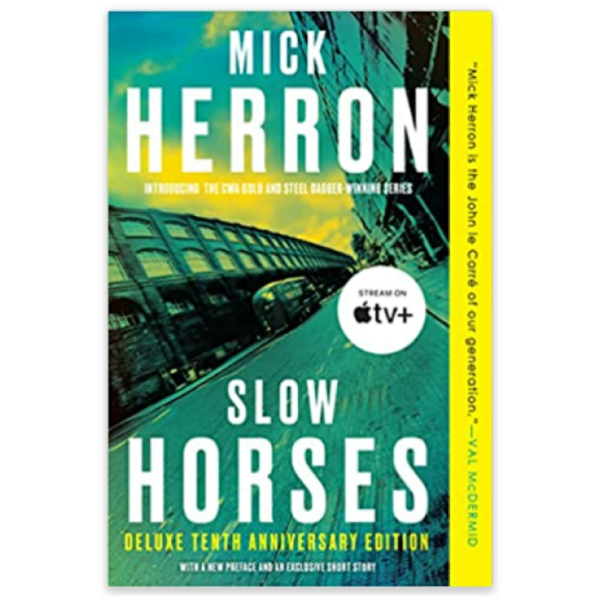 MICK
HERRON
INTRODUCING THE CWA GOLD AND STEEL DAGGER-WINNING SERIES
STREAM ON
tv+
SLOW
HORSES
DELUXE TENTH ANNIVERSARY EDITION
WITH A NEW PREFACE AND AN EXCLUSIVE SHORT STORY
"Mick Herron is the John le Carré of our generation."—VAL McDERMID